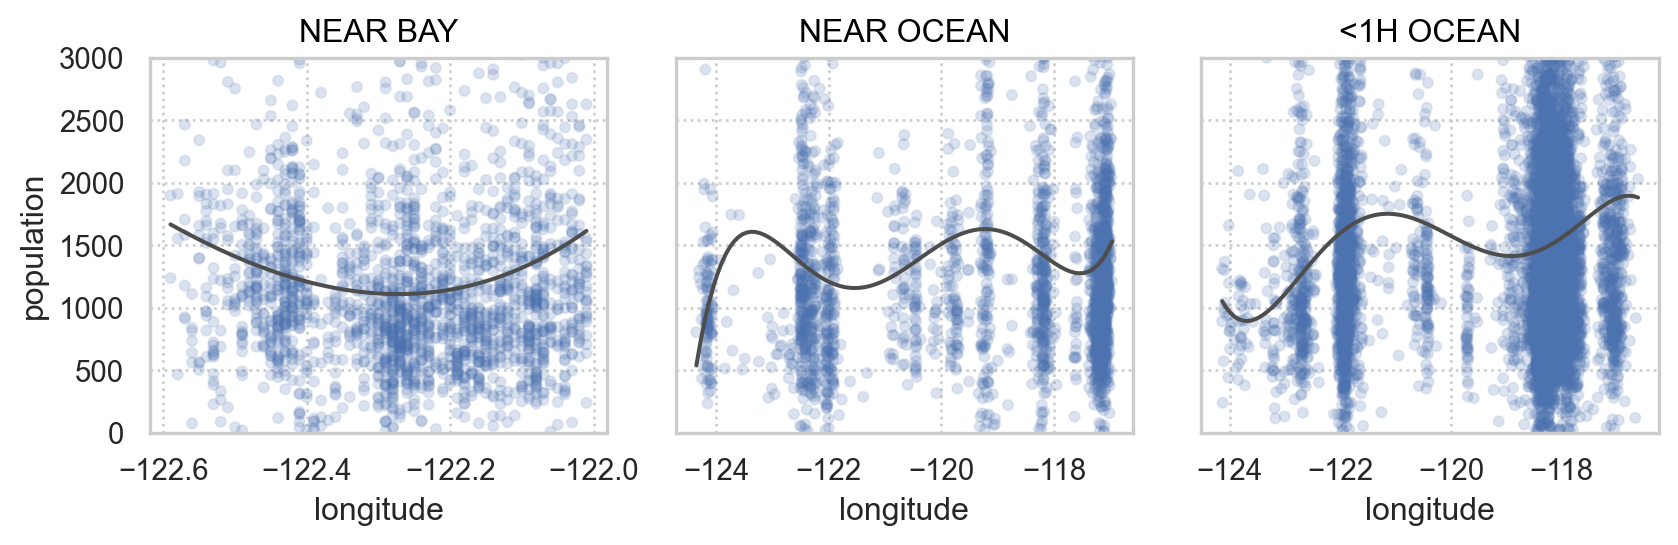 NEAR BAY
NEAR OCEAN
<1H OCEAN
population
3000
2500
2000
1500
1000
500
0
−122.6 −122.4 −122.2 −122.0
−124 −122 −120 −118
−124 −122 −120 −118
longitude
longitude
longitude